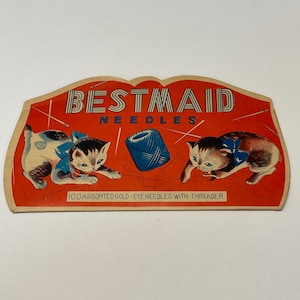 BESTMAID
NEEDLES
100 ASSORTED GOLD-EYE NEEDLES WITH THREADER